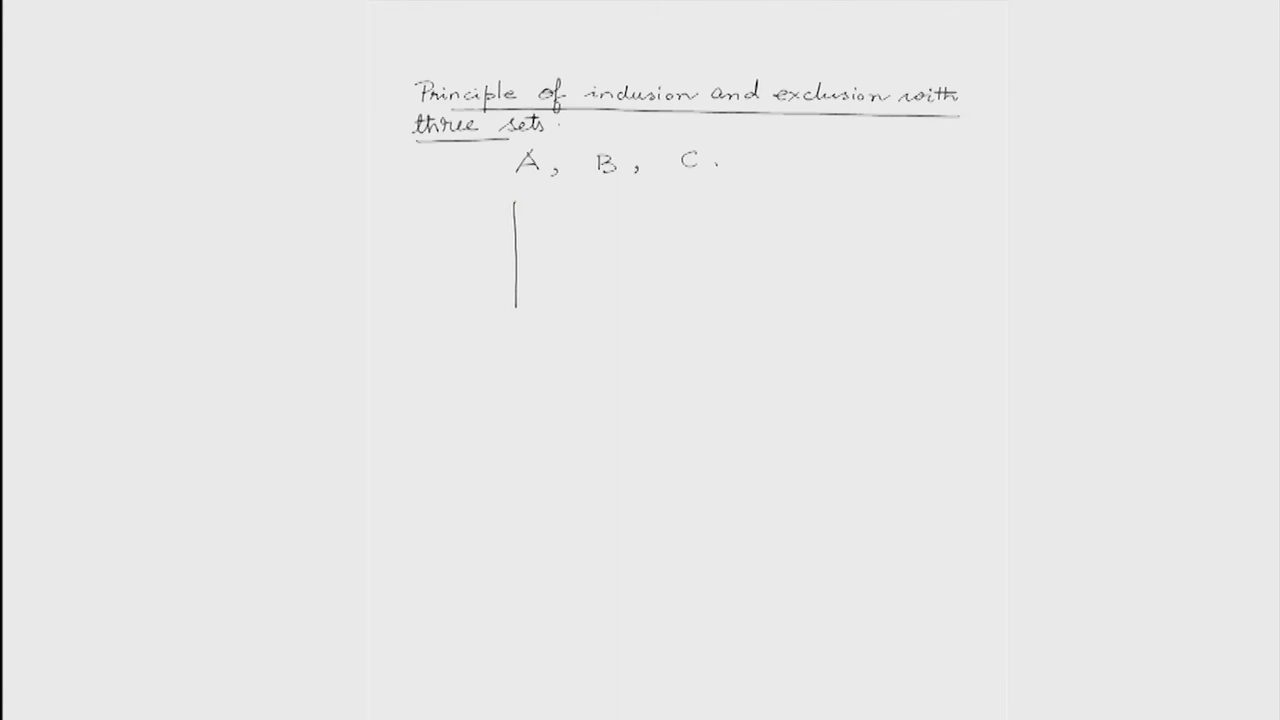 Principle of inclusion and exclusion with
three sets.
A, B, C.